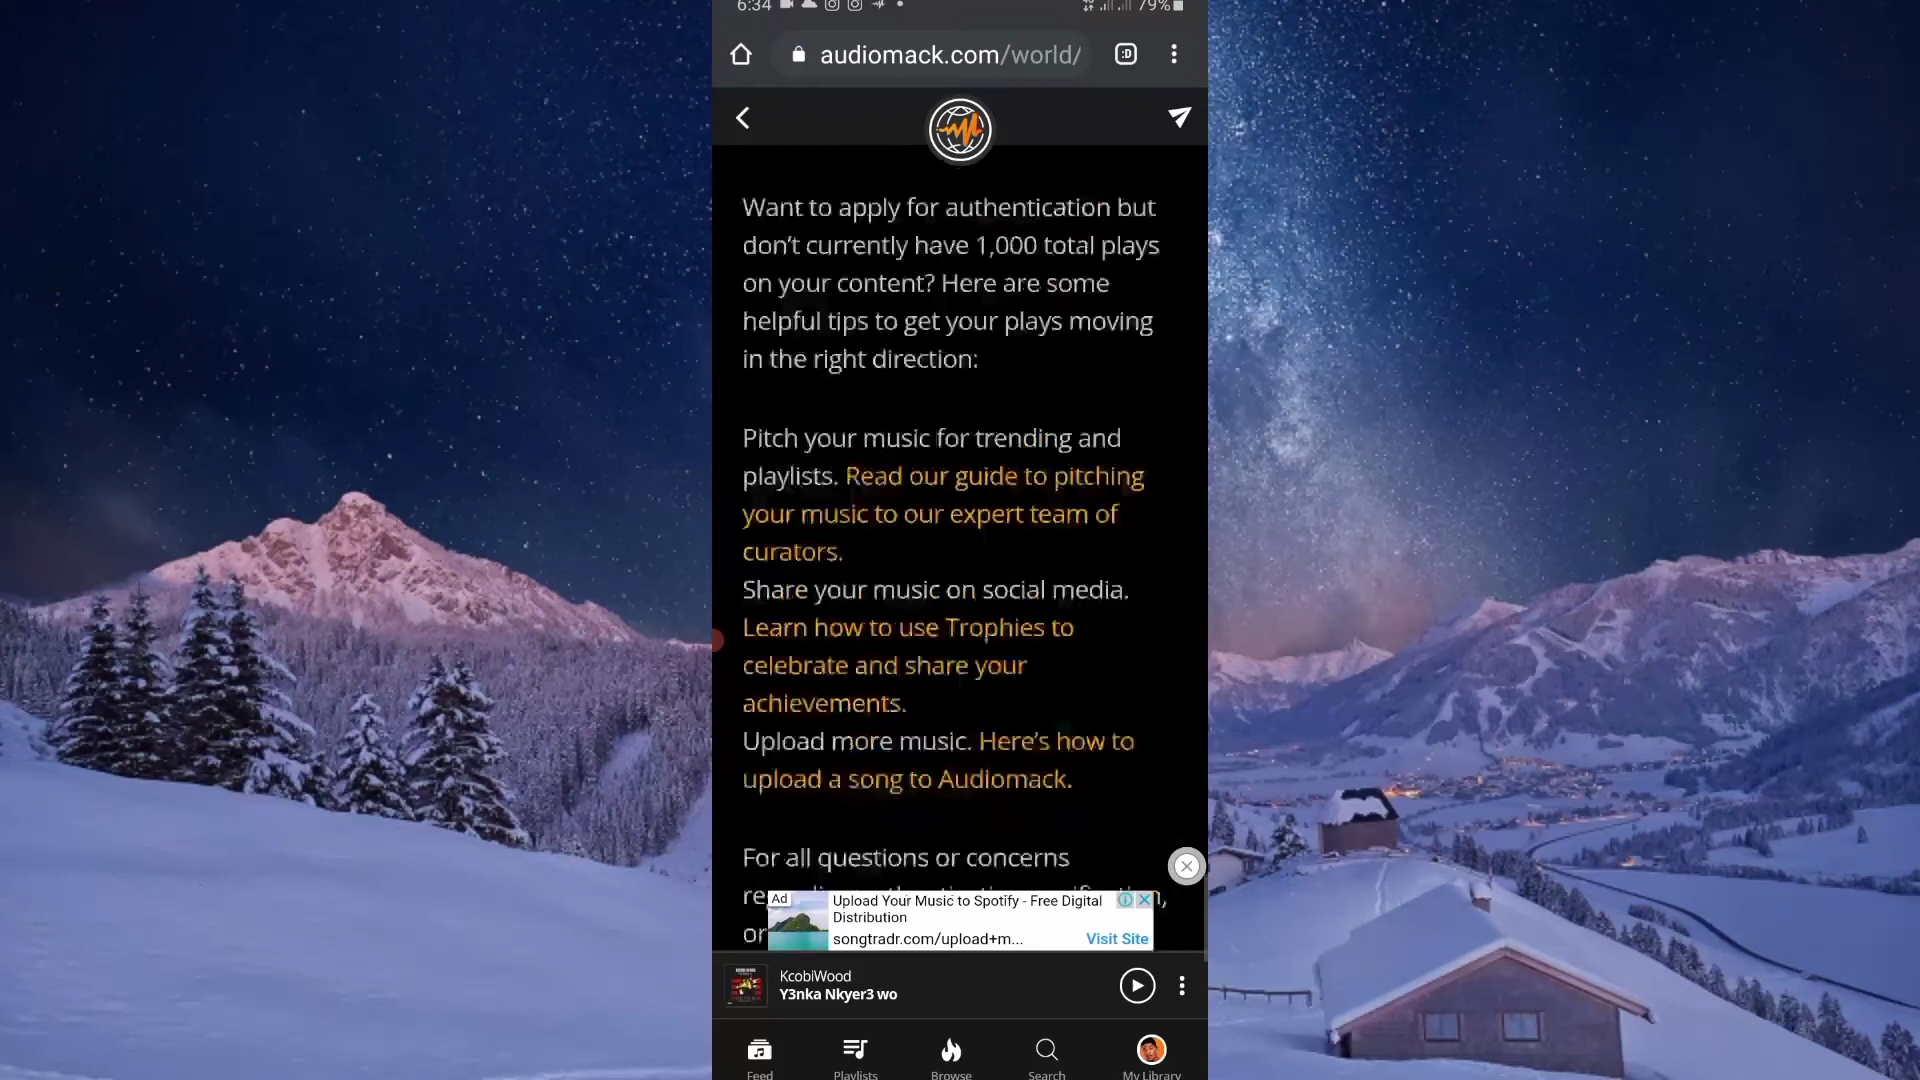 6:34
79%
audiomack.com/world/
:D
Want to apply for authentication but
don't currently have 1,000 total plays
on your content? Here are some
helpful tips to get your plays moving
in the right direction:
Pitch your music for trending and
playlists. Read our guide to pitching
your music to our expert team of
curators.
Share your music on social media.
Learn how to use Trophies to
celebrate and share your
achievements.
Upload more music. Here's how to
upload a song to Audiomack.
For all questions or concerns
or
Ad
Upload Your Music to Spotify - Free Digital
Distribution
songtradr.com/upload+m...
Visit Site
KcobiWood
Y3nka Nkyer3 wo
Feed
Playlists
Browse
Search
My Library